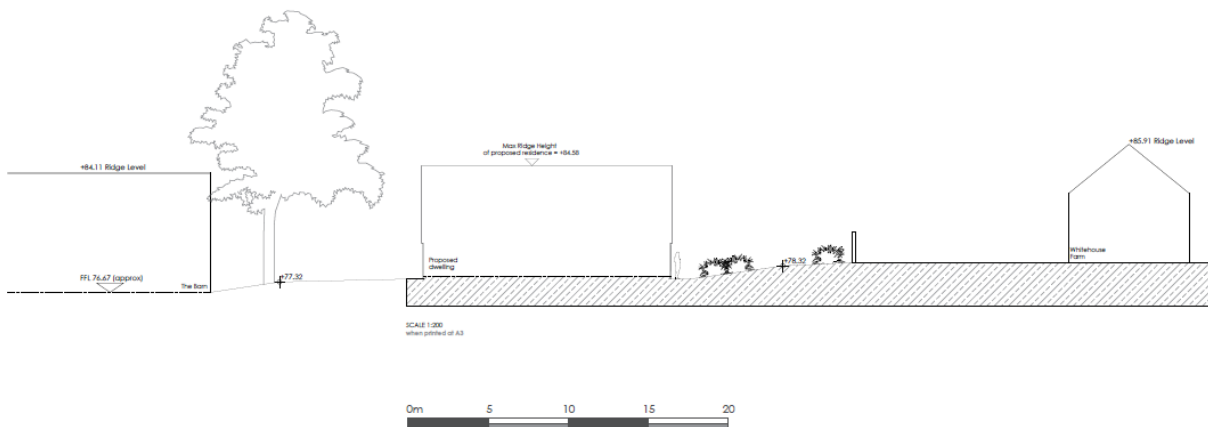 +84.11 Ridge Level
FFL 76.67 (approx)
The Barn
+77.32
Max Ridge Height
of proposed residence = +84.58
Proposed
dwelling
+78.32
+85.91 Ridge Level
Whitehouse
Farm
SCALE 1:200
when printed at A3
0m 5 10 15 20